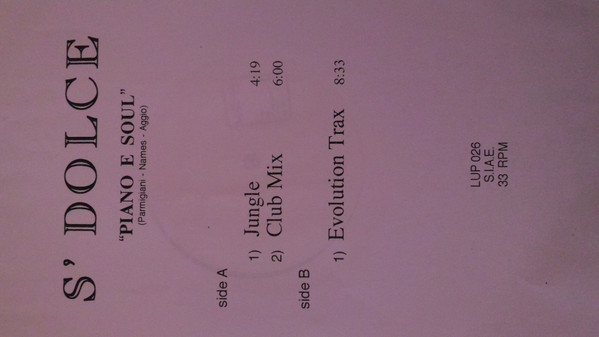 S' DOLCE
“PIANO E SOUL”
(Parmigiani - Names - Aggio)
side A
1) Jungle 4:19
2) Club Mix 6:00
side B
1) Evolution Trax 8:33
LUP 026
S.I.A.E.
33 RPM